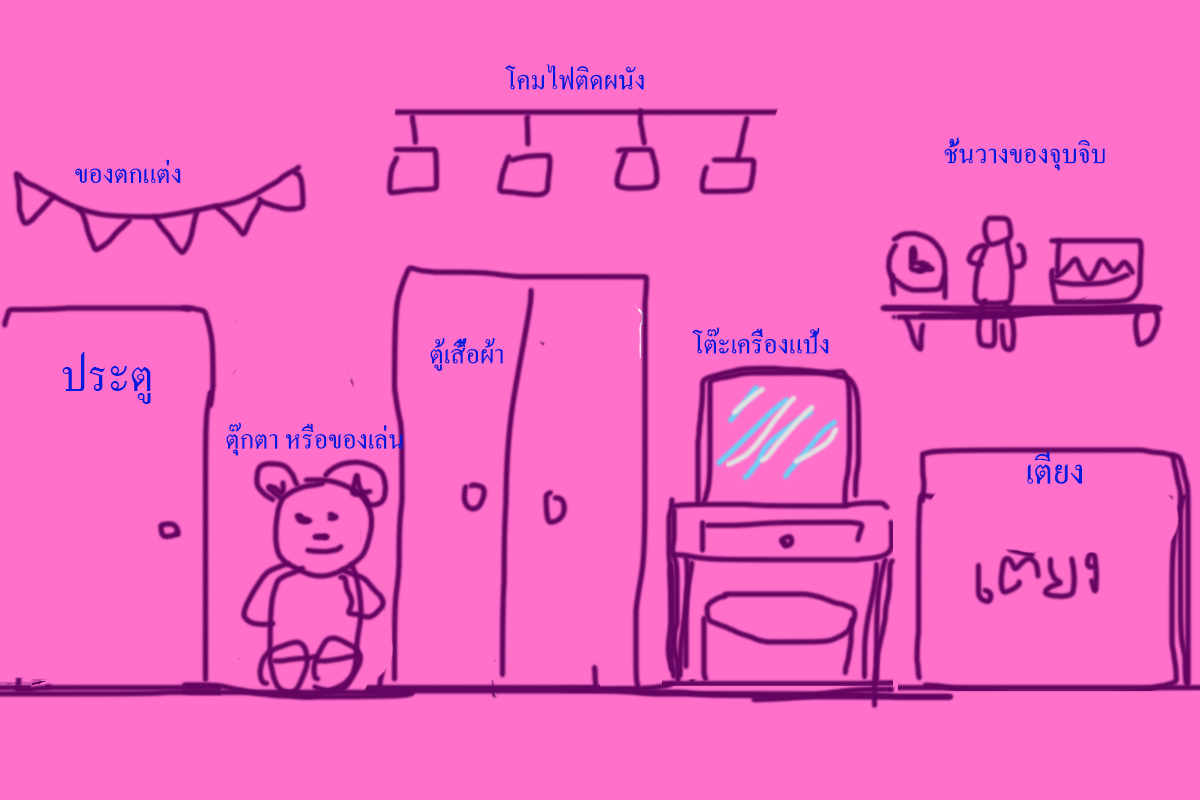 โคมไฟติดผนัง
ชั้นวางของจุบจิบ
ของตกแต่ง
โต๊ะเครื่องแป้ง
ตู้เสื้อผ้า
ประตู
ตุ๊กตา หรือของเล่น
เตียง
เตียง